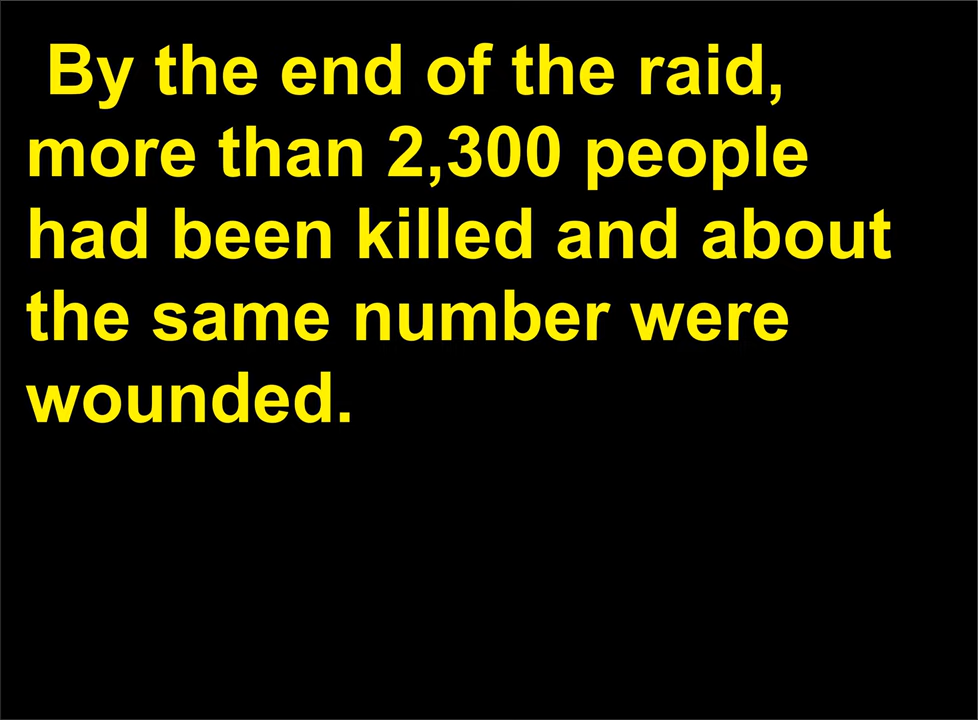 By the end of the raid,
more than 2,300 people
had been killed and about
the same number were
wounded.